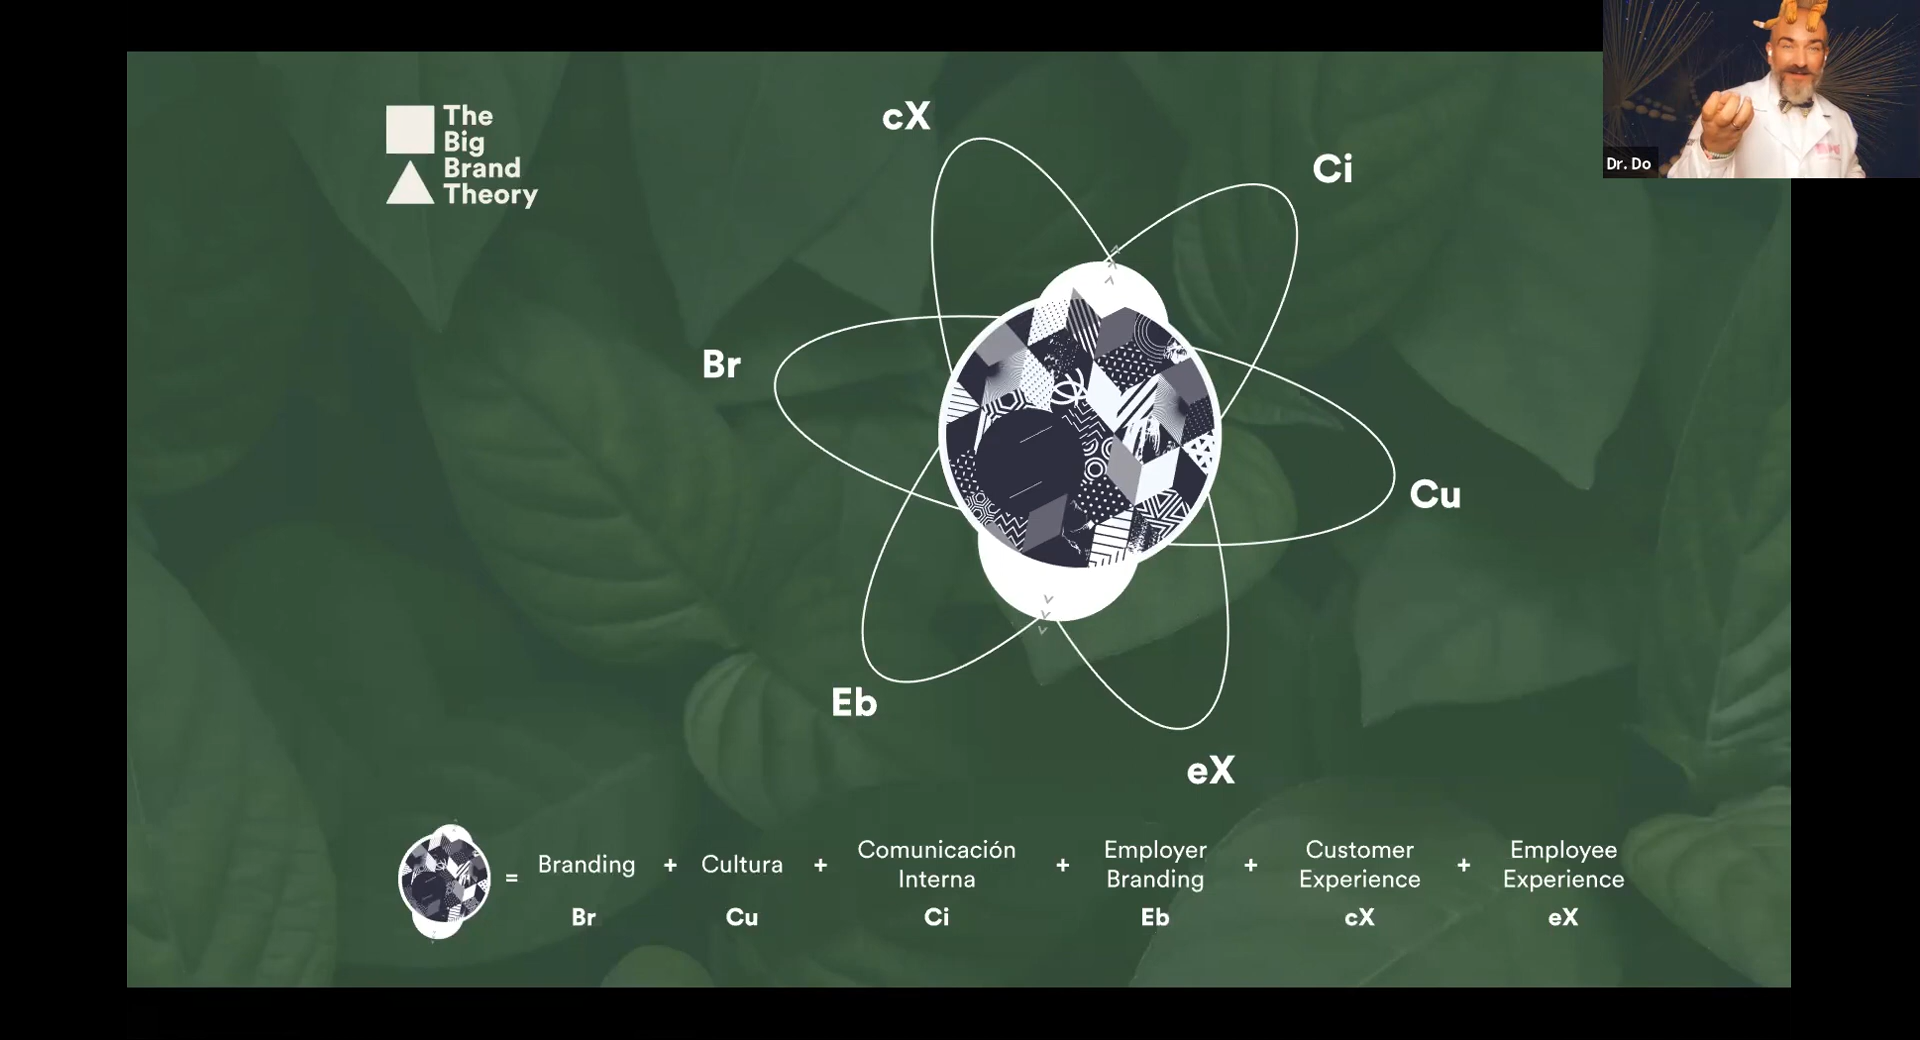 The
Big
Brand
Theory
Dr. Do
cX
Ci
Br
Cu
Eb
eX
= Branding + Cultura + Comunicación Interna + Employer Branding + Customer Experience + Employee Experience
Br Cu Ci Eb cX eX